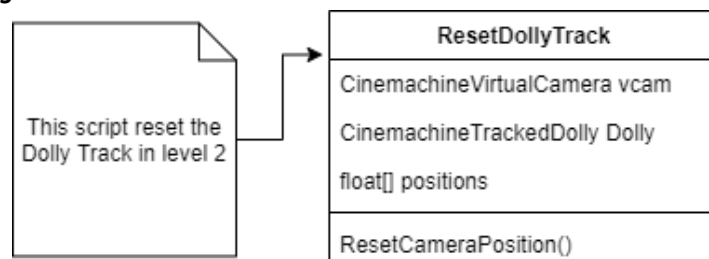 This script reset the
Dolly Track in level 2
ResetDollyTrack
CinemachineVirtualCamera vcam
CinemachineTrackedDolly Dolly
float[] positions
ResetCameraPosition()